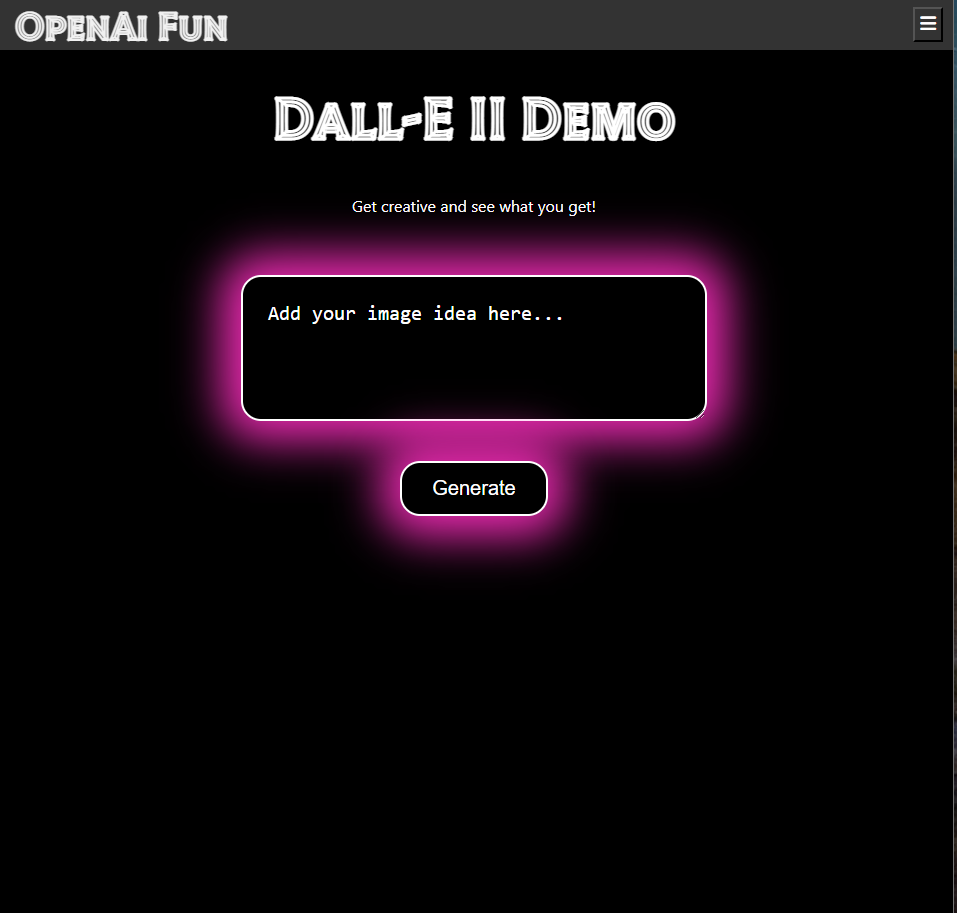 OpenAi Fun
Dall-E II Demo
Get creative and see what you get!
Add your image idea here...
Generate